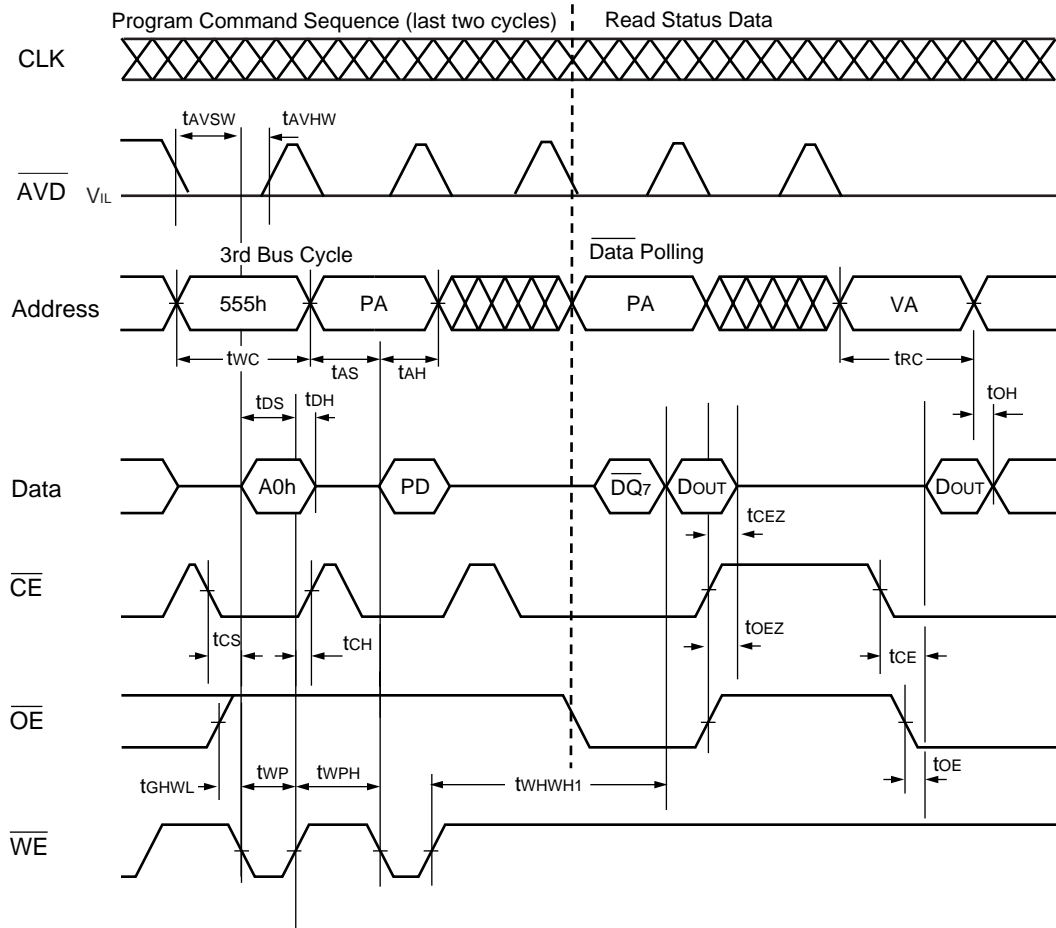 Program Command Sequence (last two cycles) Read Status Data
CLK
tAVSW tAVHW
AVD VIL
3rd Bus Cycle Data Polling
Address 555h PA PA VA
tWC tAS tAH tRC
tDS tDH tOH
Data A0h PD DQ7 DOUT DOUT
tCEZ
CE
tCS tCH tOEZ tCE
OE
tGHWL tWP tWPH tWHWH1 tOE
WE